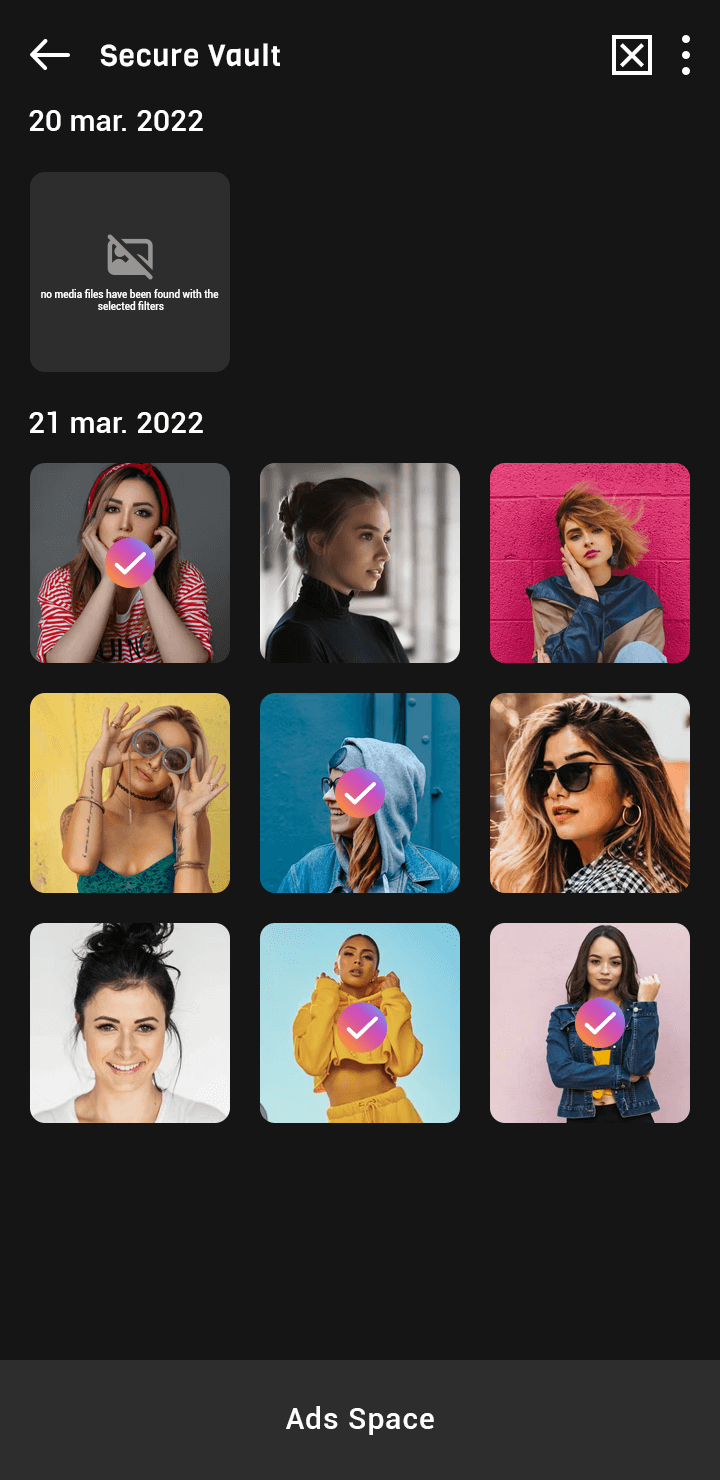 Secure Vault
20 mar. 2022
no media files have been found with the
selected filters
21 mar. 2022
Ads Space